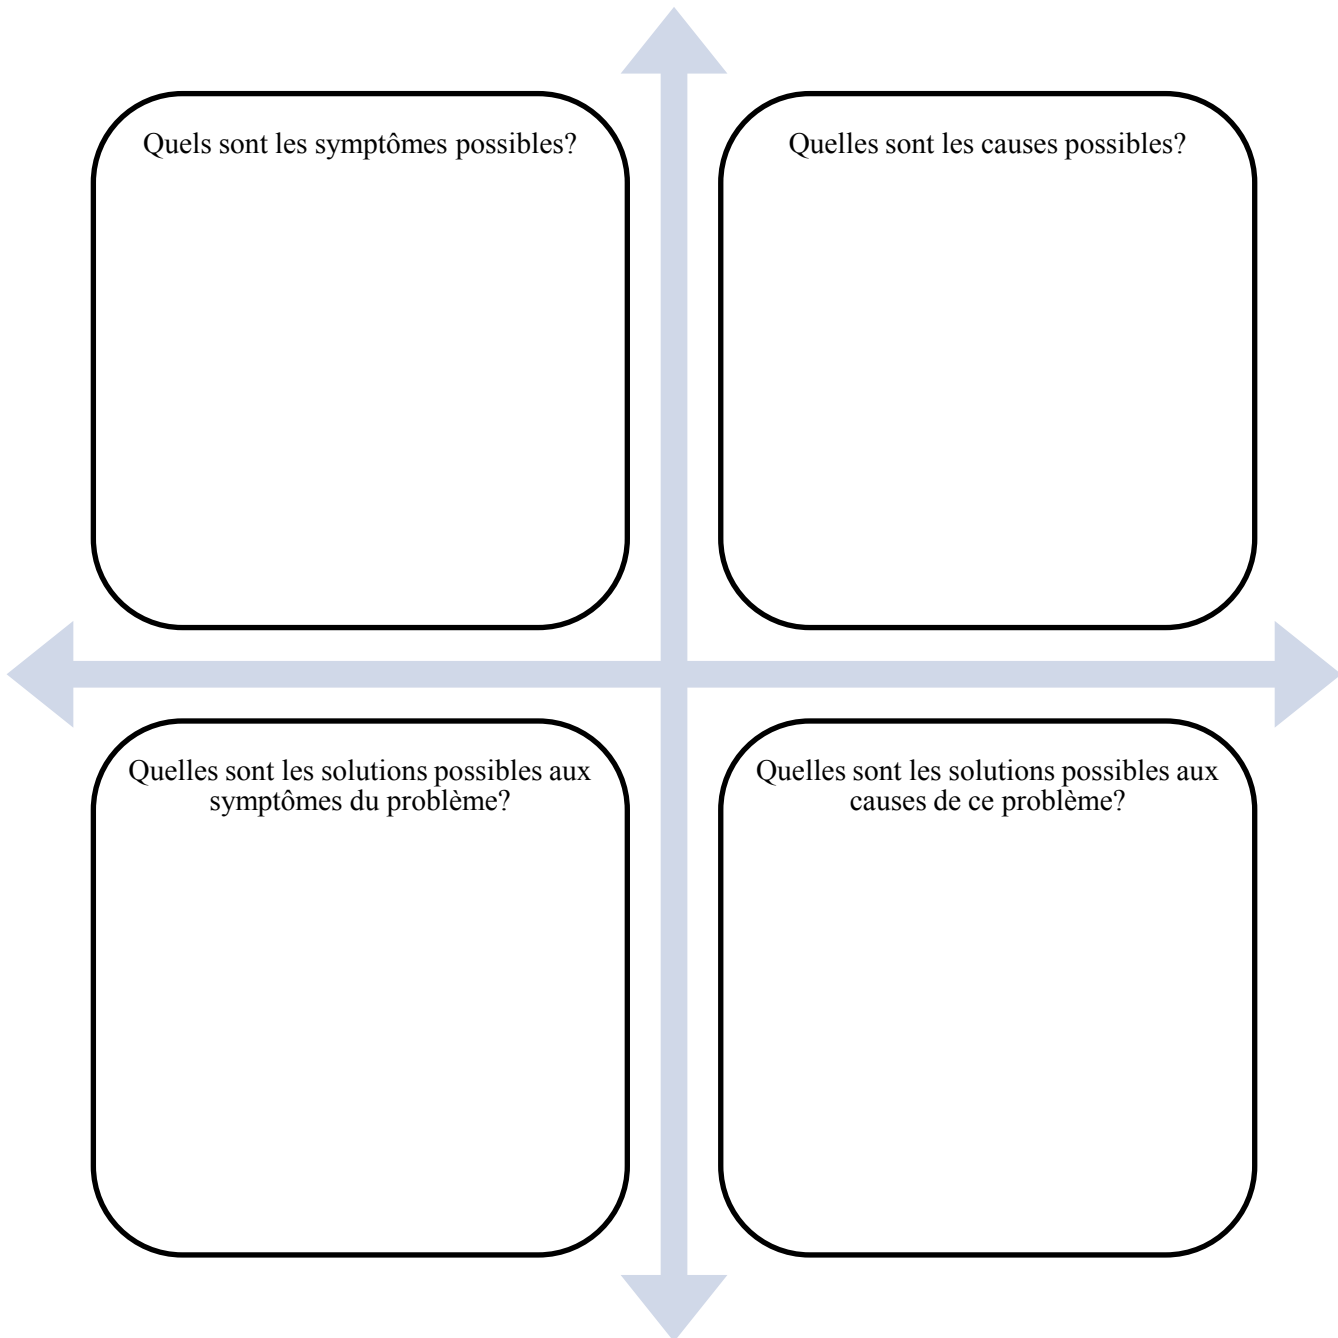 Quels sont les symptômes possibles?
Quelles sont les causes possibles?
Quelles sont les solutions possibles aux
symptômes du problème?
Quelles sont les solutions possibles aux
causes de ce problème?